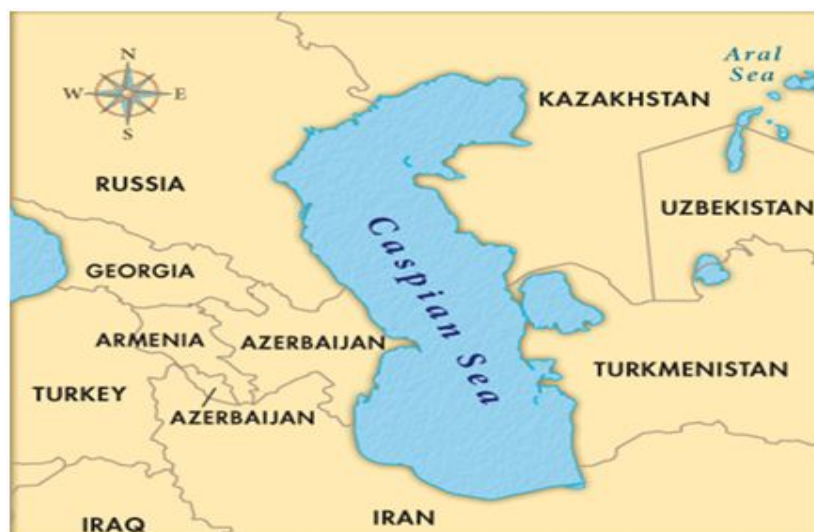 N
W E
S
Aral
Sea
KAZAKHSTAN
RUSSIA
UZBEKISTAN
Caspian Sea
GEORGIA
ARMENIA
AZERBAIJAN
TURKMENISTAN
TURKEY
AZERBAIJAN
IRAQ
IRAN